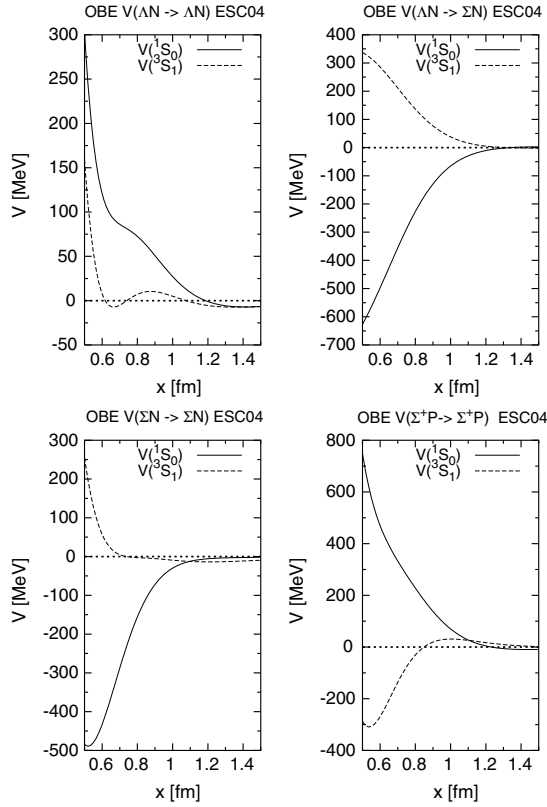 OBE V(ΛN -> ΛN) ESC04
V(¹S₀)
V(³S₁)
300
250
200
150
100
50
0
-50
V [MeV]
0.6 0.8 1 1.2 1.4
x [fm]
OBE V(ΛN -> ΣN) ESC04
V(¹S₀)
V(³S₁)
400
300
200
100
0
-100
-200
-300
-400
-500
-600
-700
V [MeV]
0.6 0.8 1 1.2 1.4
x [fm]
OBE V(ΣN -> ΣN) ESC04
V(¹S₀)
V(³S₁)
300
200
100
0
-100
-200
-300
-400
-500
V [MeV]
0.6 0.8 1 1.2 1.4
x [fm]
OBE V(Σ⁺P-> Σ⁺P) ESC04
V(¹S₀)
V(³S₁)
800
600
400
200
0
-200
-400
V [MeV]
0.6 0.8 1 1.2 1.4
x [fm]